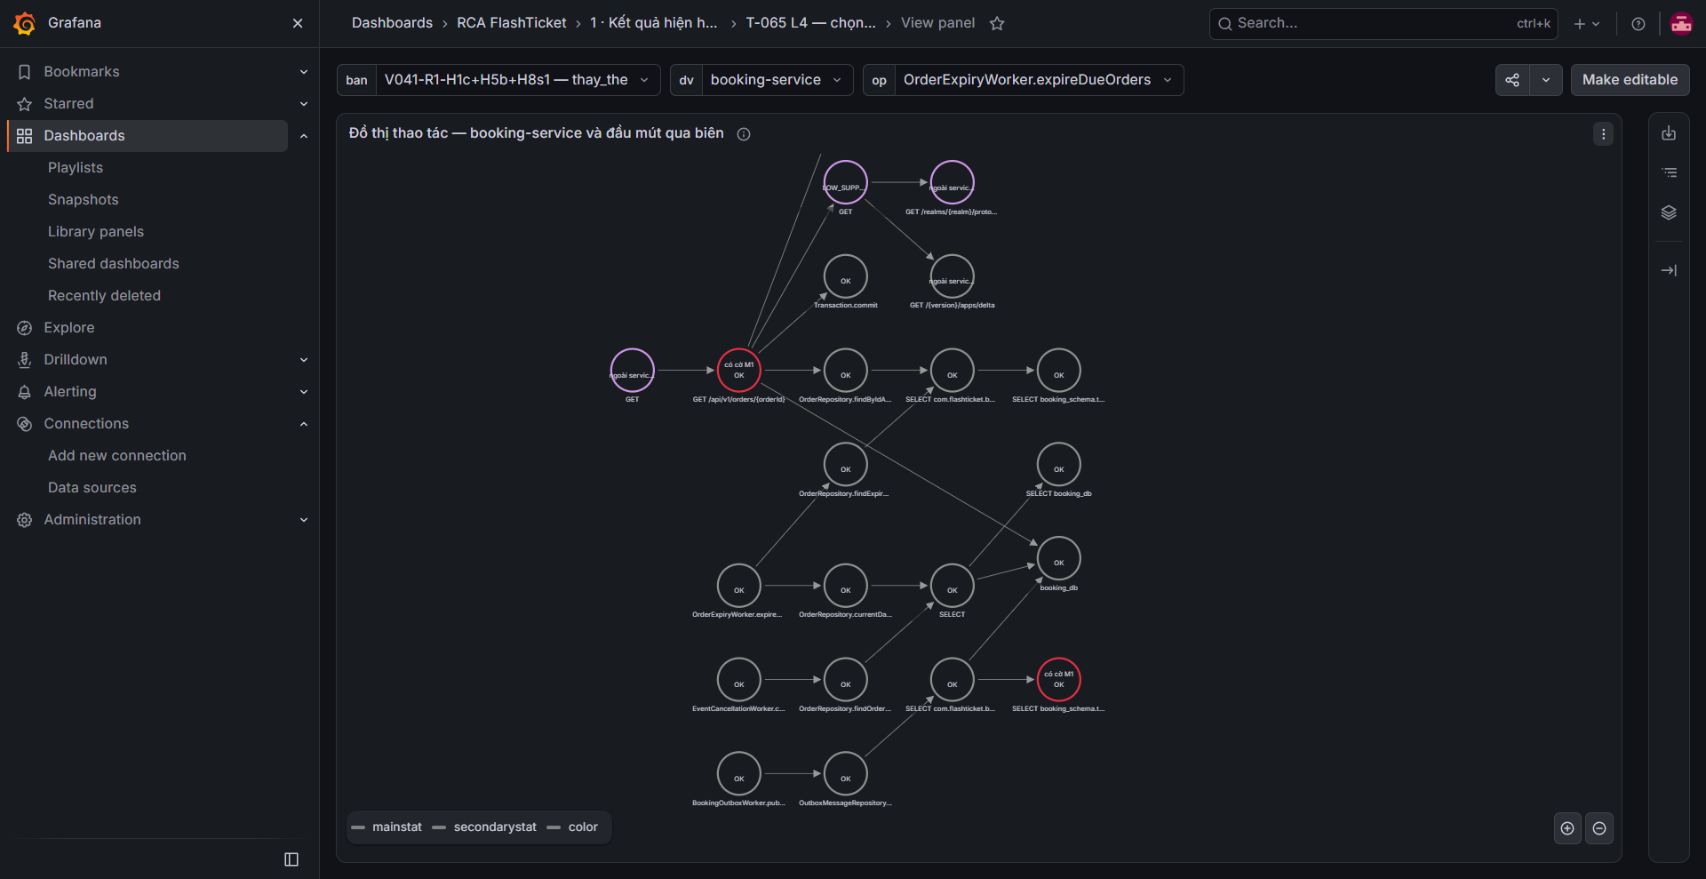 Grafana
Dashboards › RCA FlashTicket › 1 · Kết quả hiện h... › T-065 L4 — chọn... › View panel
Search... ctrl+k
Bookmarks
Starred
Dashboards
Playlists
Snapshots
Library panels
Shared dashboards
Recently deleted
Explore
Drilldown
Alerting
Connections
Add new connection
Data sources
Administration
ban V041-R1-H1c+H5b+H8s1 — thay_the
dv booking-service
op OrderExpiryWorker.expireDueOrders
Make editable
Đồ thị thao tác — booking-service và đầu mút qua biên
LOW_SUPP...
GET
ngoài servic...
GET /realms/{realm}/proto...
OK
Transaction.commit
ngoài servic...
GET /{version}/apps/delta
ngoài servic...
GET
có cờ M1
OK
GET /api/v1/orders/{orderId}
OK
OrderRepository.findByIdA...
OK
SELECT com.flashticket.b...
OK
SELECT booking_schema.t...
OK
OrderRepository.findExpir...
OK
SELECT booking_db
OK
booking_db
OK
OrderExpiryWorker.expire...
OK
OrderRepository.currentDa...
OK
SELECT
OK
EventCancellationWorker.c...
OK
OrderRepository.findOrder...
OK
SELECT com.flashticket.b...
có cờ M1
OK
SELECT booking_schema.t...
OK
BookingOutboxWorker.pub...
OK
OutboxMessageRepository...
mainstat secondarystat color